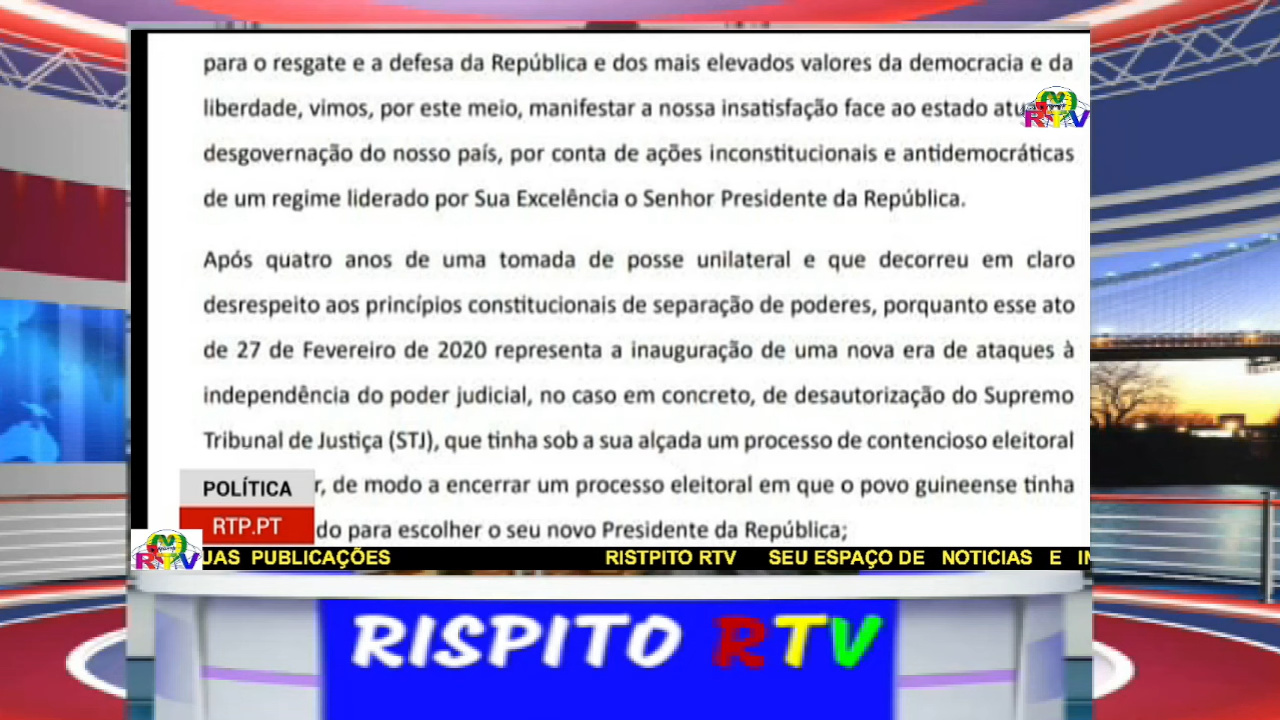 para o resgate e a defesa da República e dos mais elevados valores da democracia e da
liberdade, vimos, por este meio, manifestar a nossa insatisfação face ao estado
RTV
desgovernação do nosso país, por conta de ações inconstitucionais e antidemocráticas
de um regime liderado por Sua Excelência o Senhor Presidente da República.
Após quatro anos de uma tomada de posse unilateral e que decorreu em claro
desrespeito aos princípios constitucionais de separação de poderes, porquanto esse ato
de 27 de Fevereiro de 2020 representa a inauguração de uma nova era de ataques à
independência do poder judicial, no caso em concreto, de desautorização do Supremo
Tribunal de Justiça (STJ), que tinha sob a sua alçada um processo de contencioso eleitoral
POLÍTICA
r, de modo a encerrar um processo eleitoral em que o povo guineense tinha
RTP.PT
do para escolher o seu novo Presidente da República;
RTV
UAS PUBLICAÇÕES RISTPITO RTV SEU ESPAÇO DE NOTICIAS E
RISPITO RTV